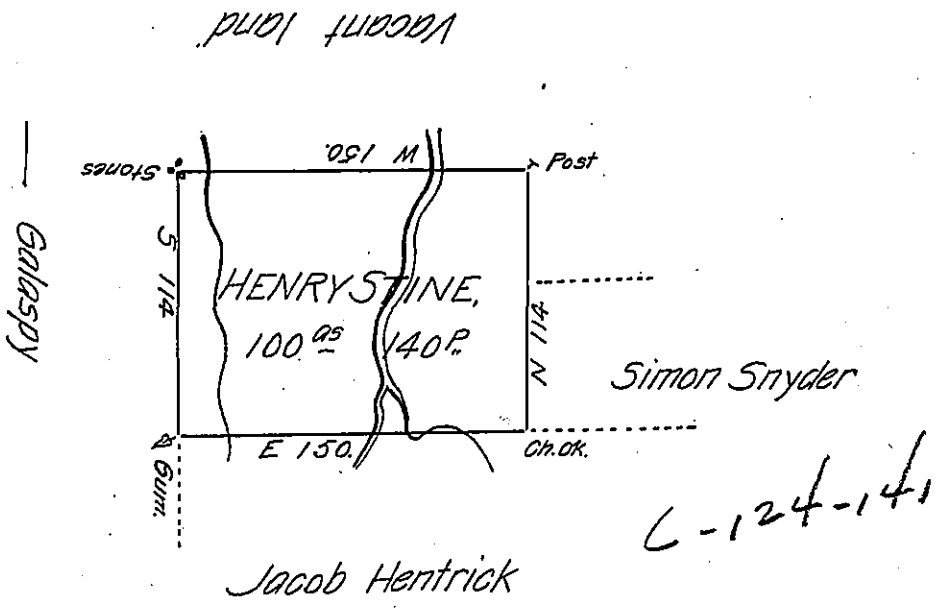 Vacant land
W 150.
Stones
Post
— Galaspy
S 114
HENRY STINE,
100 as 140 P.
N 114
Simon Snyder
E 150.
Ch. ok.
Gum.
C-124-141
Jacob Hentrick